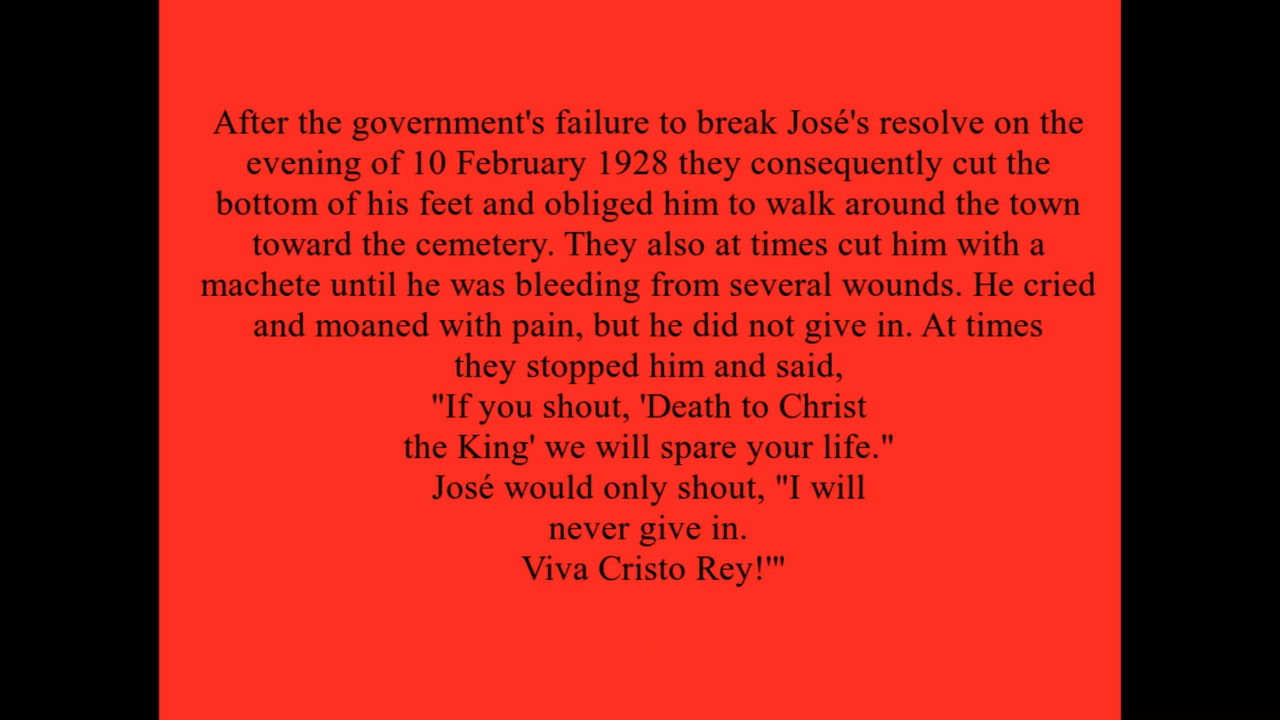 After the government's failure to break José's resolve on the
evening of 10 February 1928 they consequently cut the
bottom of his feet and obliged him to walk around the town
toward the cemetery. They also at times cut him with a
machete until he was bleeding from several wounds. He cried
and moaned with pain, but he did not give in. At times
they stopped him and said,
"If you shout, 'Death to Christ
the King' we will spare your life."
José would only shout, "I will
never give in.
Viva Cristo Rey!'"